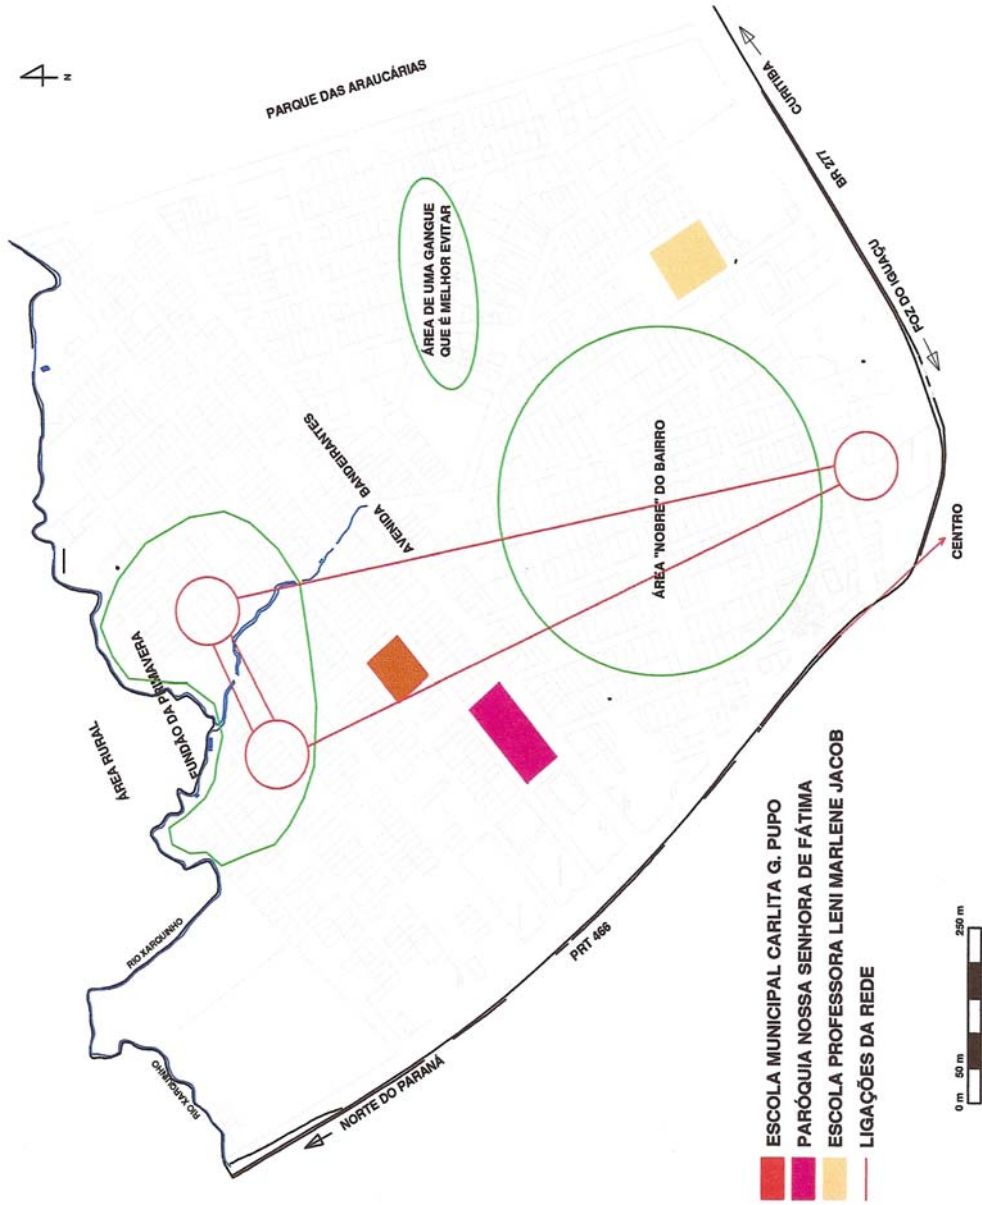 N
PARQUE DAS ARAUCÁRIAS
CURITIBA
BR 277
FOZ DO IGUAÇU
ÁREA DE UMA GANGUE
QUE É MELHOR EVITAR
AVENIDA BANDEIRANTES
ÁREA "NOBRE" DO BAIRRO
CENTRO
FUNDÃO DA PRIMAVERA
ÁREA RURAL
RIO XARQUINHO
RIO XARQUINHO
NORTE DO PARANÁ
PRT 466
ESCOLA MUNICIPAL CARLITA G. PUPO
PARÓQUIA NOSSA SENHORA DE FÁTIMA
ESCOLA PROFESSORA LENI MARLENE JACOB
LIGAÇÕES DA REDE
0 m 50 m 250 m